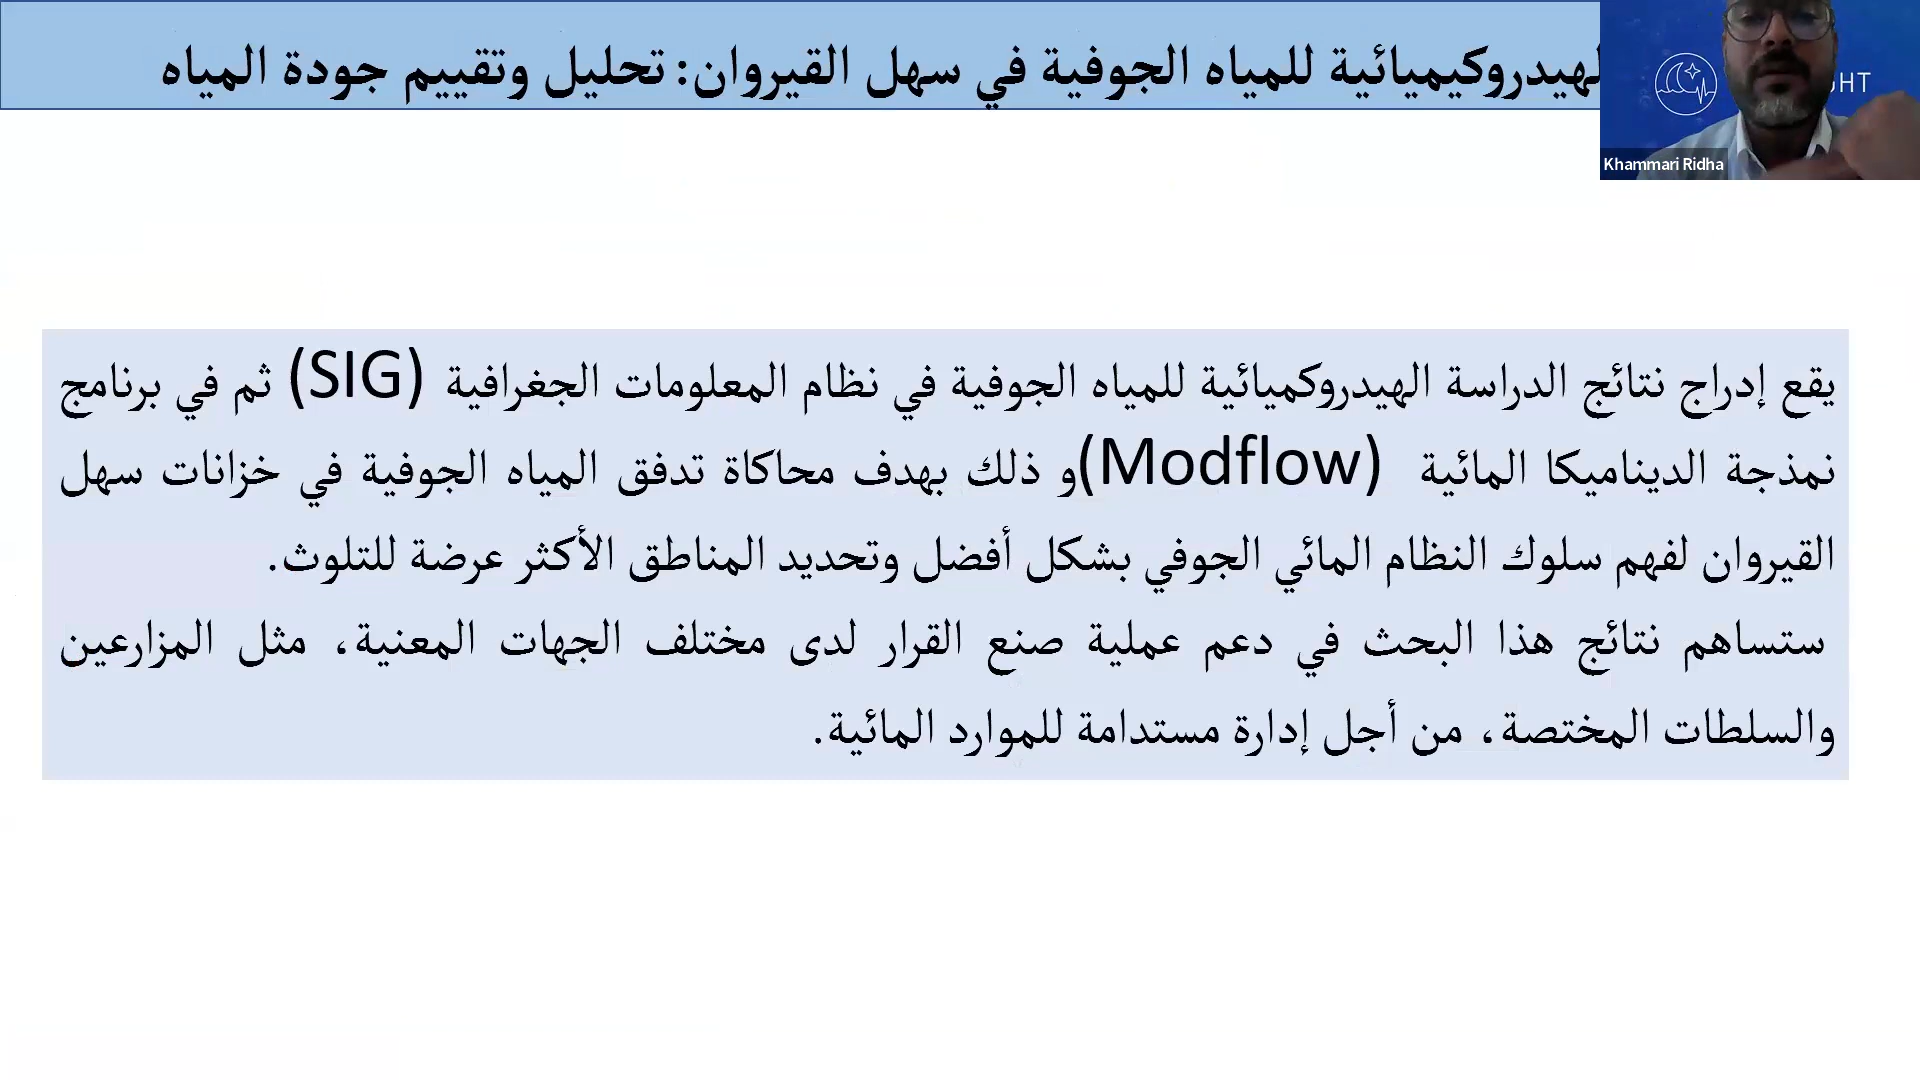 الهيدروكيميائية للمياه الجوفية في سهل القيروان: تحليل وتقييم جودة المياه
HT
Khammari Ridha
يقع إدراج نتائج الدراسة الهيدروكميائية للمياه الجوفية في نظام المعلومات الجغرافية (SIG) ثم في برنامج
نمذجة الديناميكا المائية (Modflow)و ذلك بهدف محاكاة تدفق المياه الجوفية في خزانات سهل
القيروان لفهم سلوك النظام المائي الجوفي بشكل أفضل وتحديد المناطق الأكثر عرضة للتلوث.
ستساهم نتائج هذا البحث في دعم عملية صنع القرار لدى مختلف الجهات المعنية، مثل المزارعين
والسلطات المختصة، من أجل إدارة مستدامة للموارد المائية.